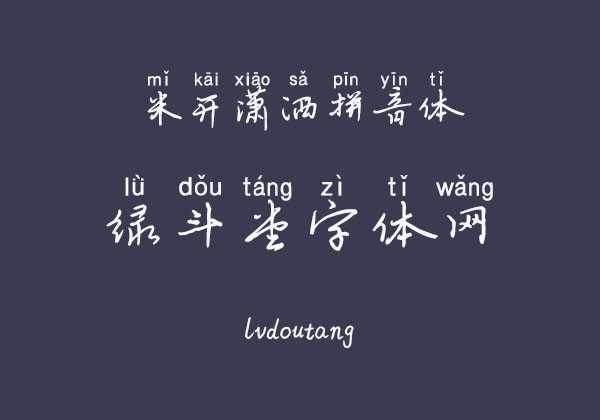 mǐ kāi xiāo sǎ pīn yīn tǐ
米开潇洒拼音体
lǜ dǒu táng zì tǐ wǎng
绿斗堂字体网
lvdoutang